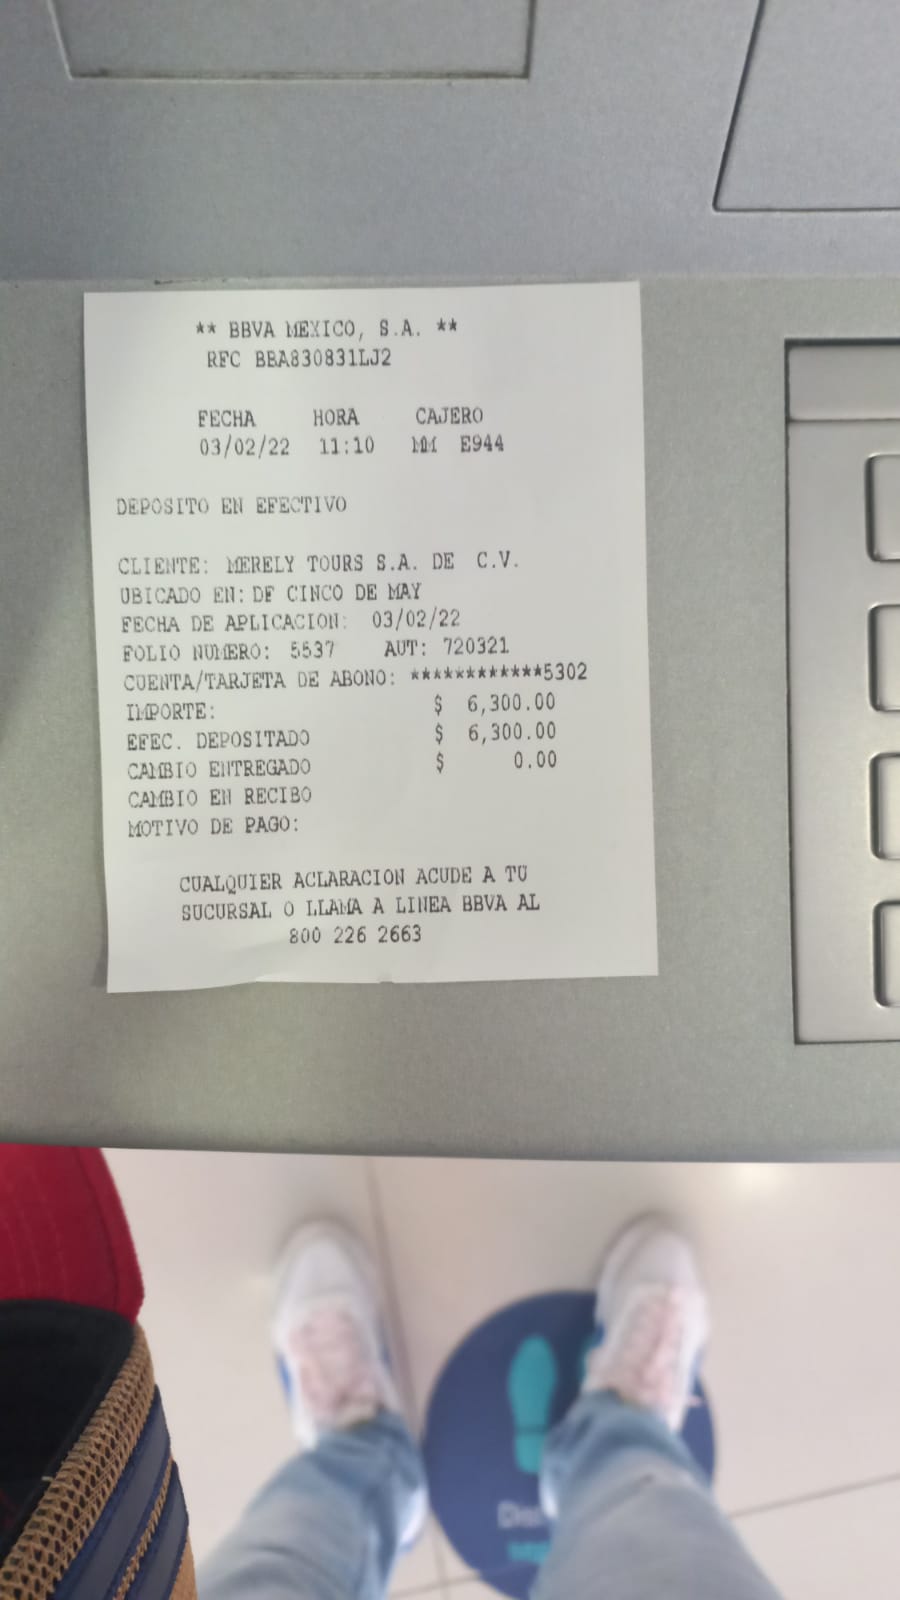 ** BBVA MEXICO, S.A. **
RFC BBA830831LJ2
FECHA HORA CAJERO
03/02/22 11:10 MM E944
DEPOSITO EN EFECTIVO
CLIENTE: MERELY TOURS S.A. DE C.V.
UBICADO EN: DF CINCO DE MAY
FECHA DE APLICACION: 03/02/22
FOLIO NUMERO: 5537 AUT: 720321
CUENTA/TARJETA DE ABONO: ************5302
IMPORTE: $ 6,300.00
EFEC. DEPOSITADO $ 6,300.00
CAMBIO ENTREGADO $ 0.00
CAMBIO EN RECIBO
MOTIVO DE PAGO:
CUALQUIER ACLARACION ACUDE A TU
SUCURSAL O LLAMA A LINEA BBVA AL
800 226 2663